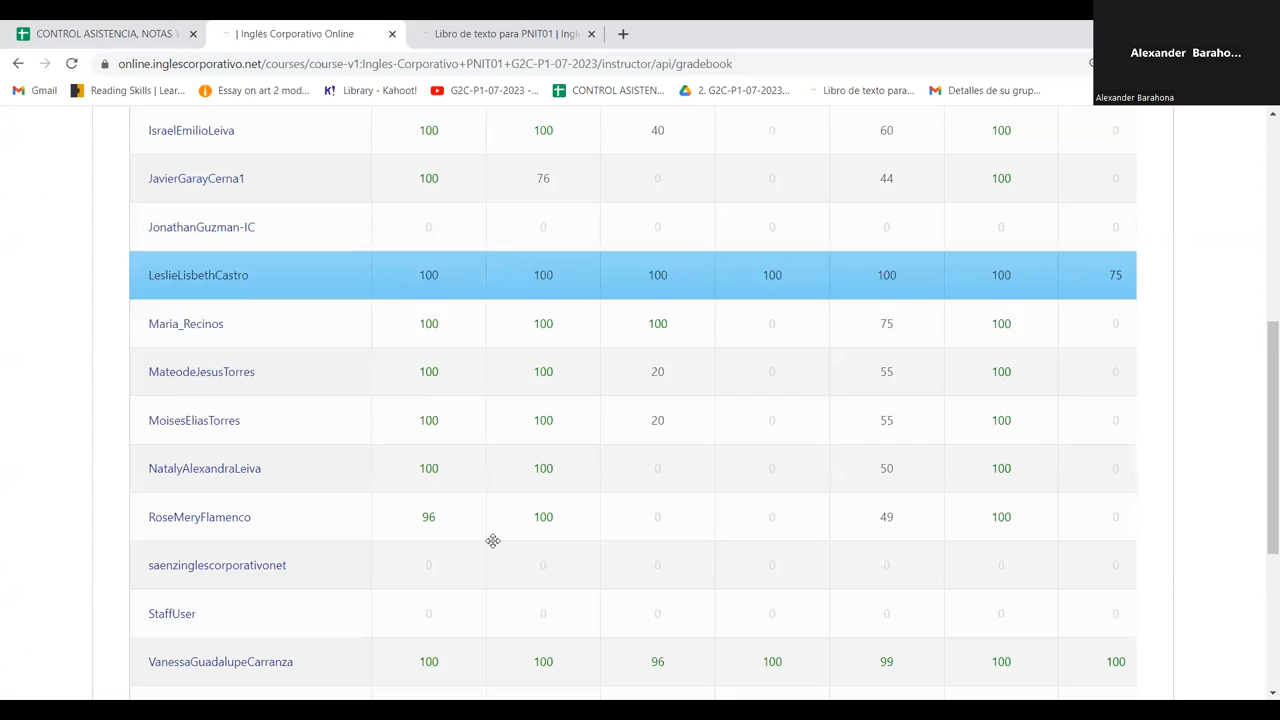 CONTROL ASISTENCIA, NOTAS Y
| Inglés Corporativo Online
Libro de texto para PNIT01 | Ingl
online.inglescorporativo.net/courses/course-v1:Ingles-Corporativo+PNIT01+G2C-P1-07-2023/instructor/api/gradebook
Gmail
Reading Skills | Lear...
Essay on art 2 mod...
Library - Kahoot!
G2C-P1-07-2023 -...
CONTROL ASISTEN...
2. G2C-P1-07-2023...
Libro de texto para...
Detalles de su grup...
Alexander Baraho...
Alexander Barahona
IsraelEmilioLeiva 100 100 40 0 60 100 0
JavierGarayCerna1 100 76 0 0 44 100 0
JonathanGuzman-IC 0 0 0 0 0 0 0
LeslieLisbethCastro 100 100 100 100 100 100 75
Maria_Recinos 100 100 100 0 75 100 0
MateodeJesusTorres 100 100 20 0 55 100 0
MoisesEliasTorres 100 100 20 0 55 100 0
NatalyAlexandraLeiva 100 100 0 0 50 100 0
RoseMeryFlamenco 96 100 0 0 49 100 0
saenzinglescorporativonet 0 0 0 0 0 0 0
StaffUser 0 0 0 0 0 0 0
VanessaGuadalupeCarranza 100 100 96 100 99 100 100